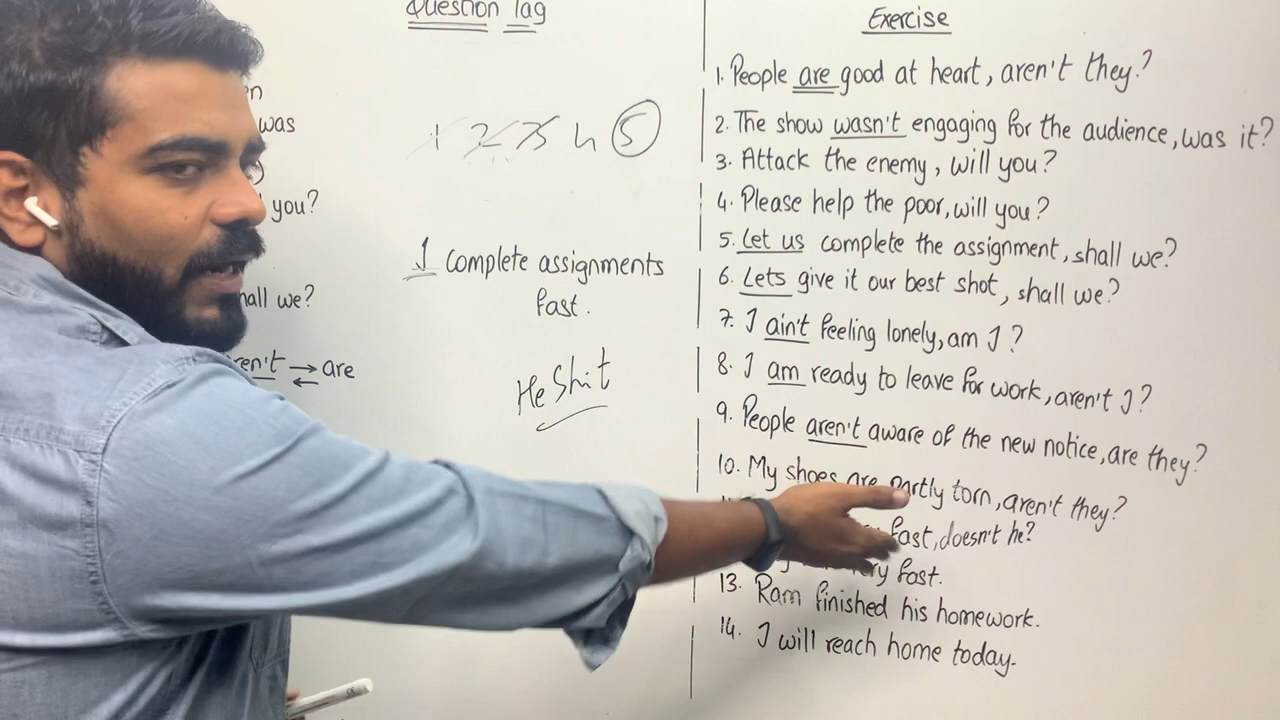 Question Tag
was
you?
hall we?
ren't → are
1 2 3 4 5
I complete assignments
fast.
He Shit
Exercise
1. People are good at heart, aren't they?
2. The show wasn't engaging for the audience, was it?
3. Attack the enemy, will you?
4. Please help the poor, will you?
5. Let us complete the assignment, shall we?
6. Lets give it our best shot, shall we?
7. I ain't feeling lonely, am I?
8. I am ready to leave for work, aren't I?
9. People aren't aware of the new notice, are they?
10. My shoes are partly torn, aren't they?
fast, doesn't he?
fast.
13. Ram finished his homework.
14. I will reach home today.